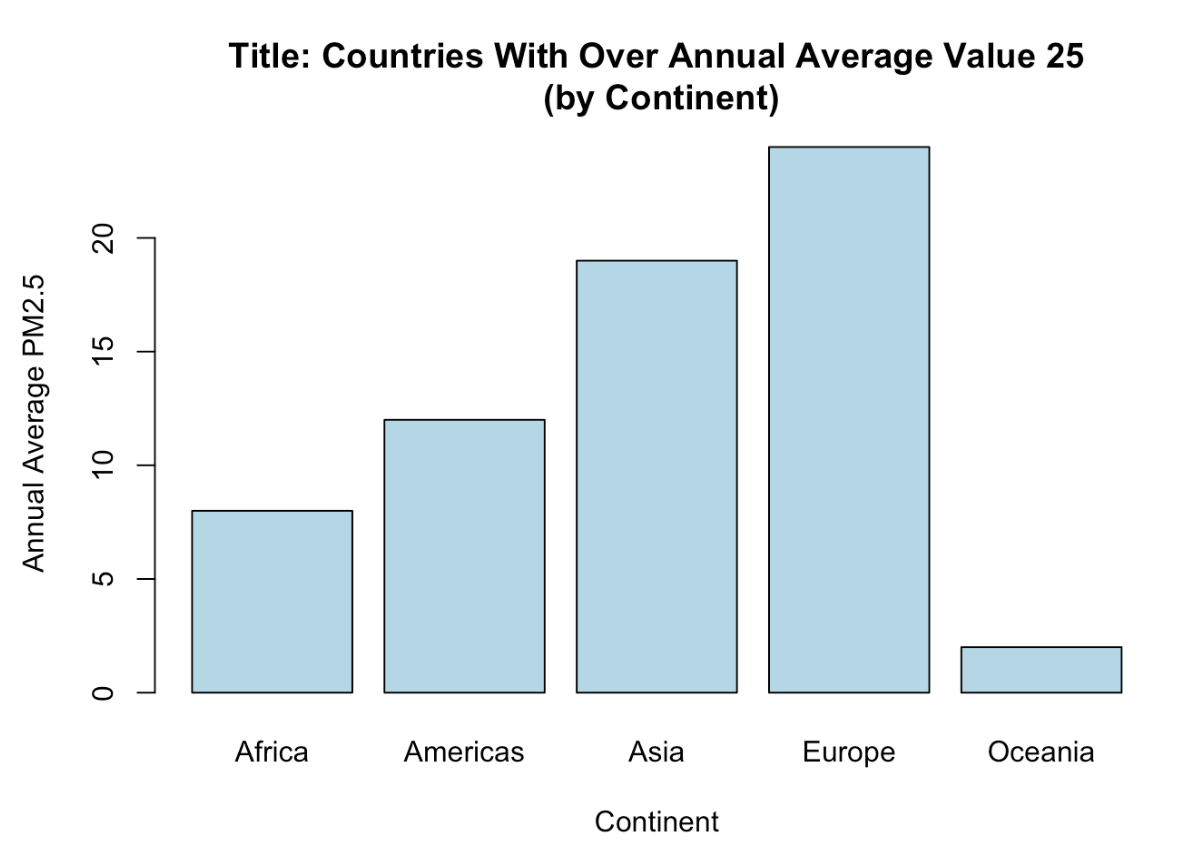 Title: Countries With Over Annual Average Value 25
(by Continent)
Annual Average PM2.5
20
15
10
5
0
Africa Americas Asia Europe Oceania
Continent